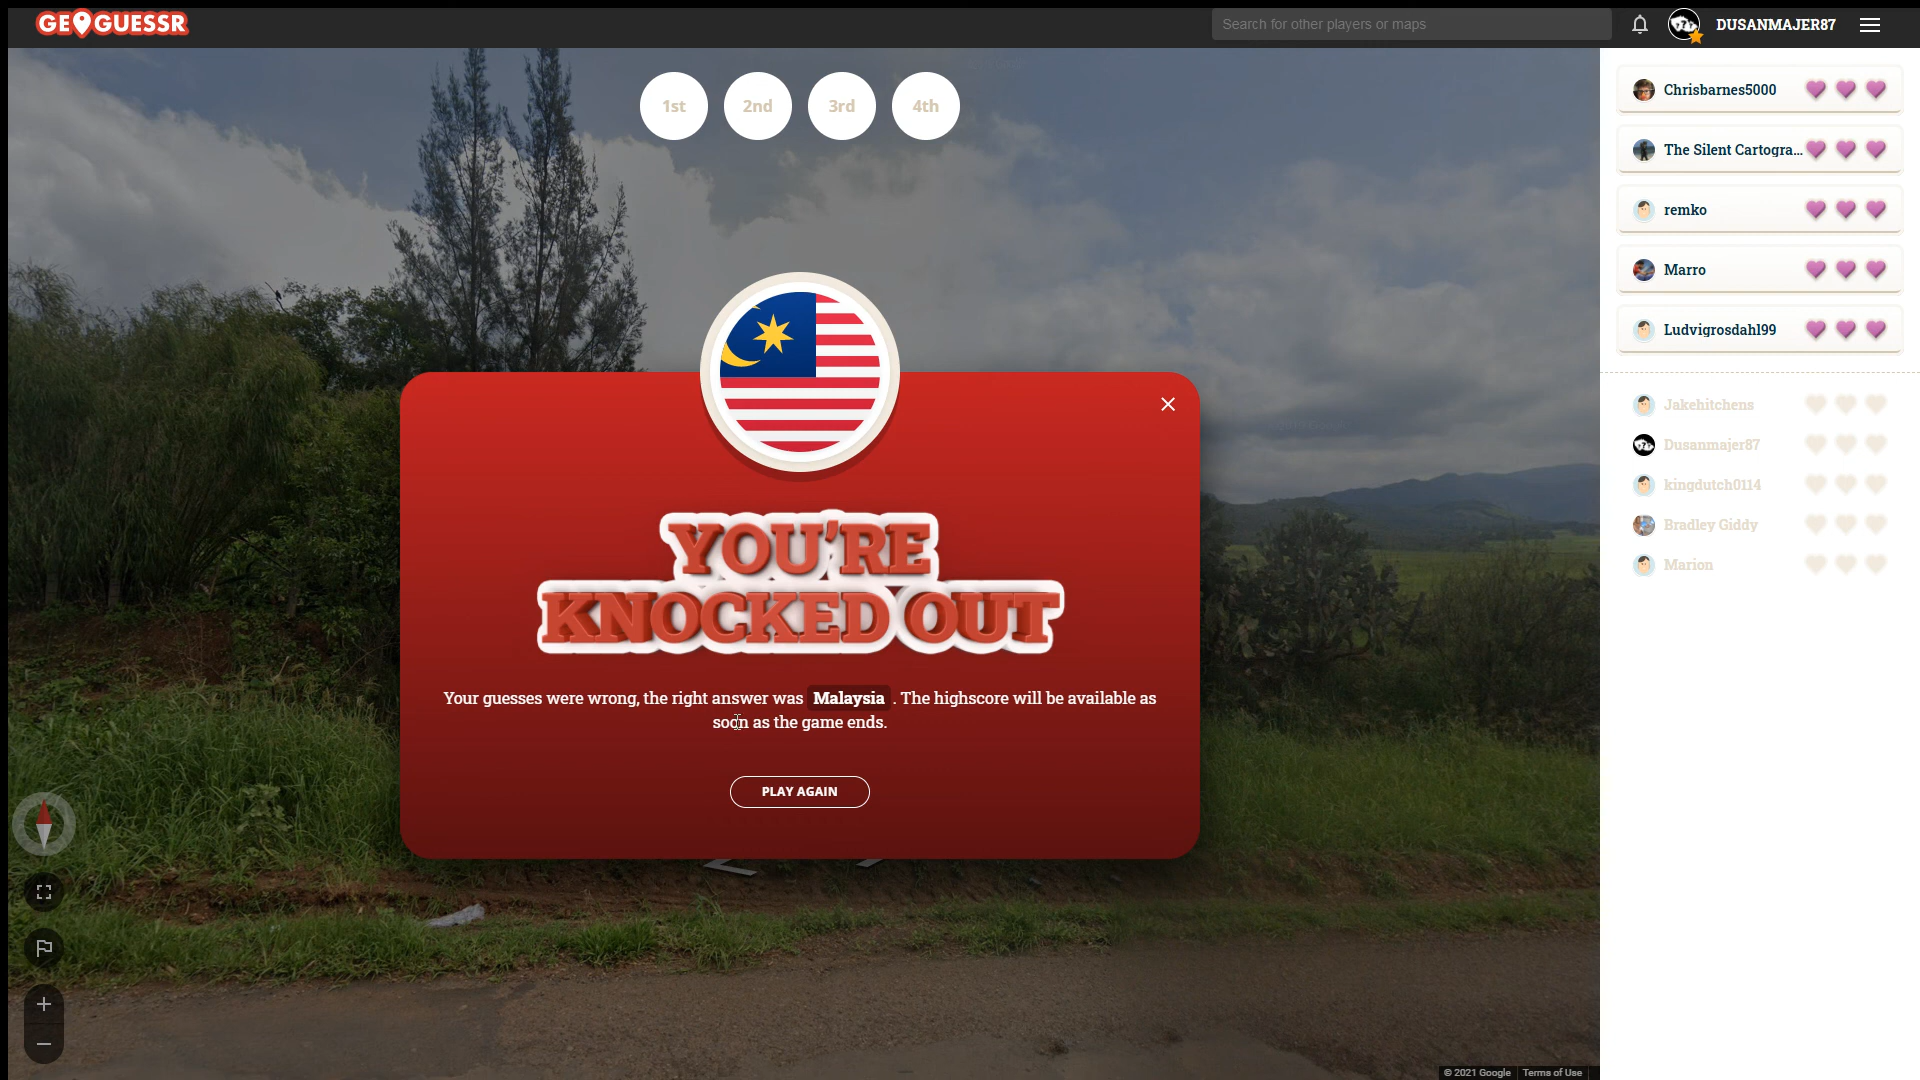 GEOGUESSR
Search for other players or maps
DUSANMAJER87
1st
2nd
3rd
4th
YOU'RE
KNOCKED OUT
Your guesses were wrong, the right answer was Malaysia . The highscore will be available as
soon as the game ends.
PLAY AGAIN
Chrisbarnes5000
The Silent Cartogra...
remko
Marro
Ludvigrosdahl99
Jakehitchens
Dusanmajer87
kingdutch0114
Bradley Giddy
Marion
© 2021 Google
Terms of Use